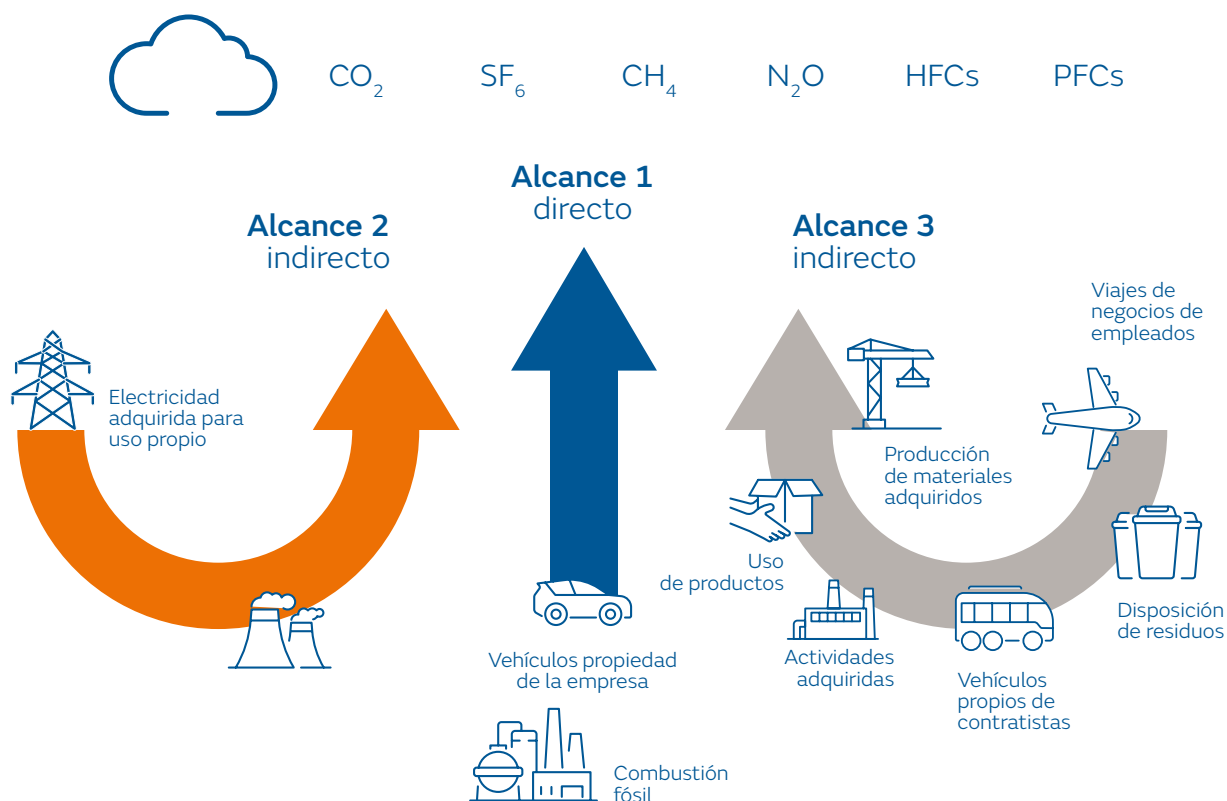 CO₂ SF₆ CH₄ N₂O HFCs PFCs
Alcance 1
directo
Alcance 2
indirecto
Alcance 3
indirecto
Electricidad
adquirida para
uso propio
Vehículos propiedad
de la empresa
Combustión
fósil
Viajes de
negocios de
empleados
Producción
de materiales
adquiridos
Uso
de productos
Actividades
adquiridas
Vehículos
propios de
contratistas
Disposición
de residuos